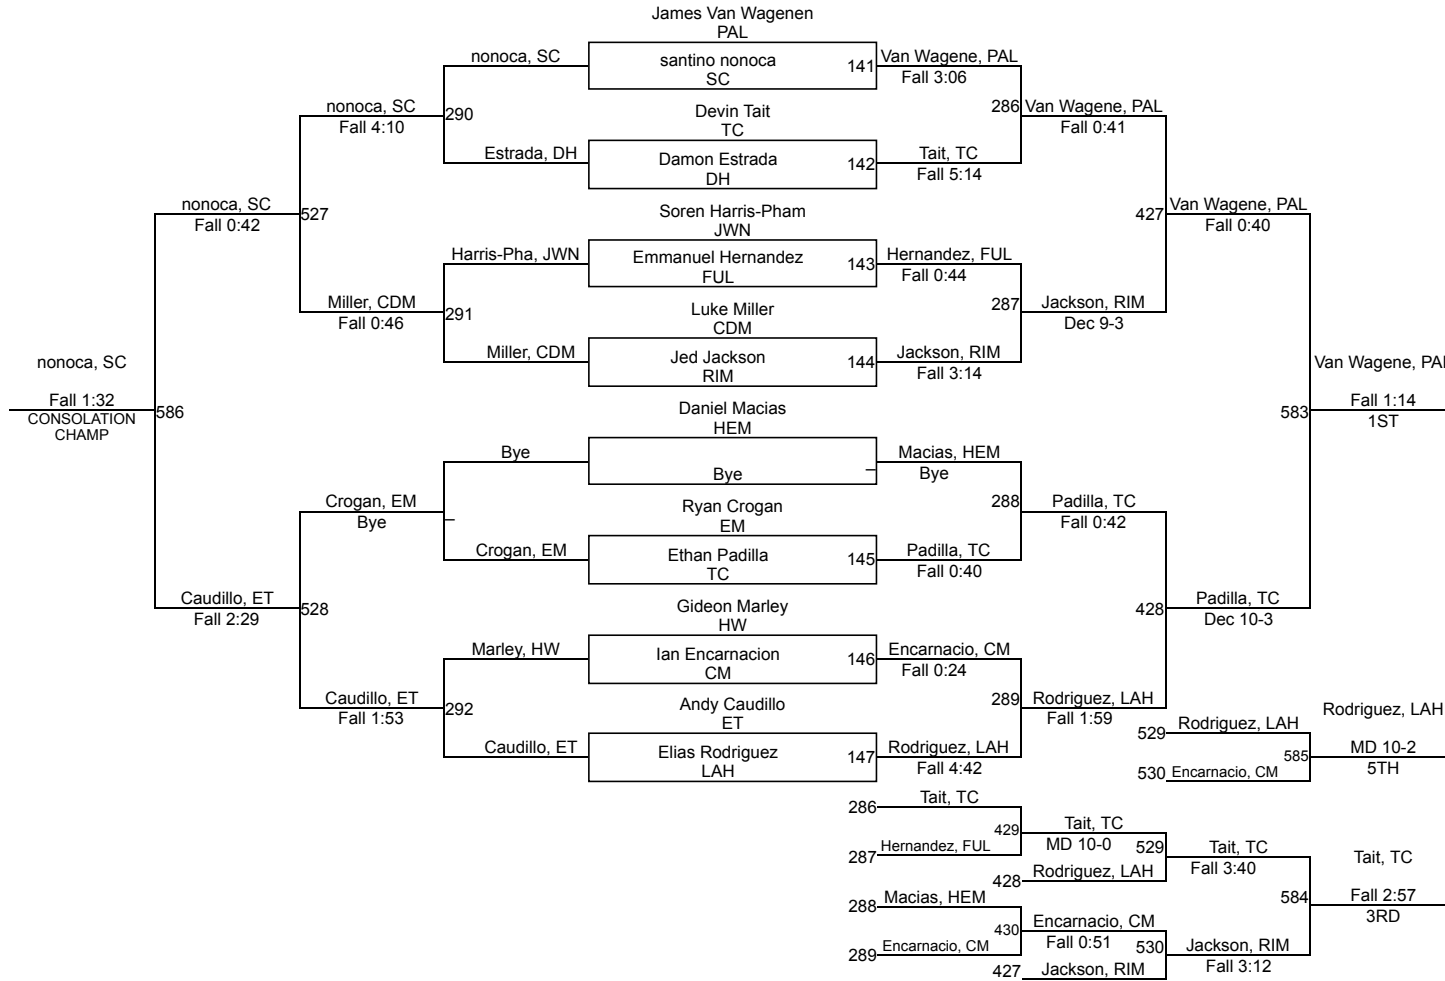 James Van Wagenen
PAL
nonoca, SC
santino nonoca
SC
141
Van Wagene, PAL
Fall 3:06
nonoca, SC
Fall 4:10
290
Devin Tait
TC
286
Van Wagene, PAL
Fall 0:41
Estrada, DH
Damon Estrada
DH
142
Tait, TC
Fall 5:14
nonoca, SC
Fall 0:42
527
Soren Harris-Pham
JWN
427
Van Wagene, PAL
Fall 0:40
Harris-Pha, JWN
Emmanuel Hernandez
FUL
143
Hernandez, FUL
Fall 0:44
Miller, CDM
Fall 0:46
291
Luke Miller
CDM
287
Jackson, RIM
Dec 9-3
Miller, CDM
Jed Jackson
RIM
144
Jackson, RIM
Fall 3:14
nonoca, SC
Fall 1:32
CONSOLATION
CHAMP
586
Daniel Macias
HEM
583
Van Wagene, PAL
Fall 1:14
1ST
Bye
Bye
_
Macias, HEM
Bye
Crogan, EM
Bye
_
Ryan Crogan
EM
288
Padilla, TC
Fall 0:42
Crogan, EM
Ethan Padilla
TC
145
Padilla, TC
Fall 0:40
Caudillo, ET
Fall 2:29
528
Gideon Marley
HW
428
Padilla, TC
Dec 10-3
Marley, HW
Ian Encarnacion
CM
146
Encarnacio, CM
Fall 0:24
Caudillo, ET
Fall 1:53
292
Andy Caudillo
ET
289
Rodriguez, LAH
Fall 1:59
Caudillo, ET
Elias Rodriguez
LAH
147
Rodriguez, LAH
Fall 4:42
529
Rodriguez, LAH
530
Encarnacio, CM
585
Rodriguez, LAH
MD 10-2
5TH
286
Tait, TC
287
Hernandez, FUL
429
Tait, TC
MD 10-0
428
Rodriguez, LAH
529
Tait, TC
Fall 3:40
288
Macias, HEM
289
Encarnacio, CM
430
Encarnacio, CM
Fall 0:51
427
Jackson, RIM
530
Jackson, RIM
Fall 3:12
584
Tait, TC
Fall 2:57
3RD